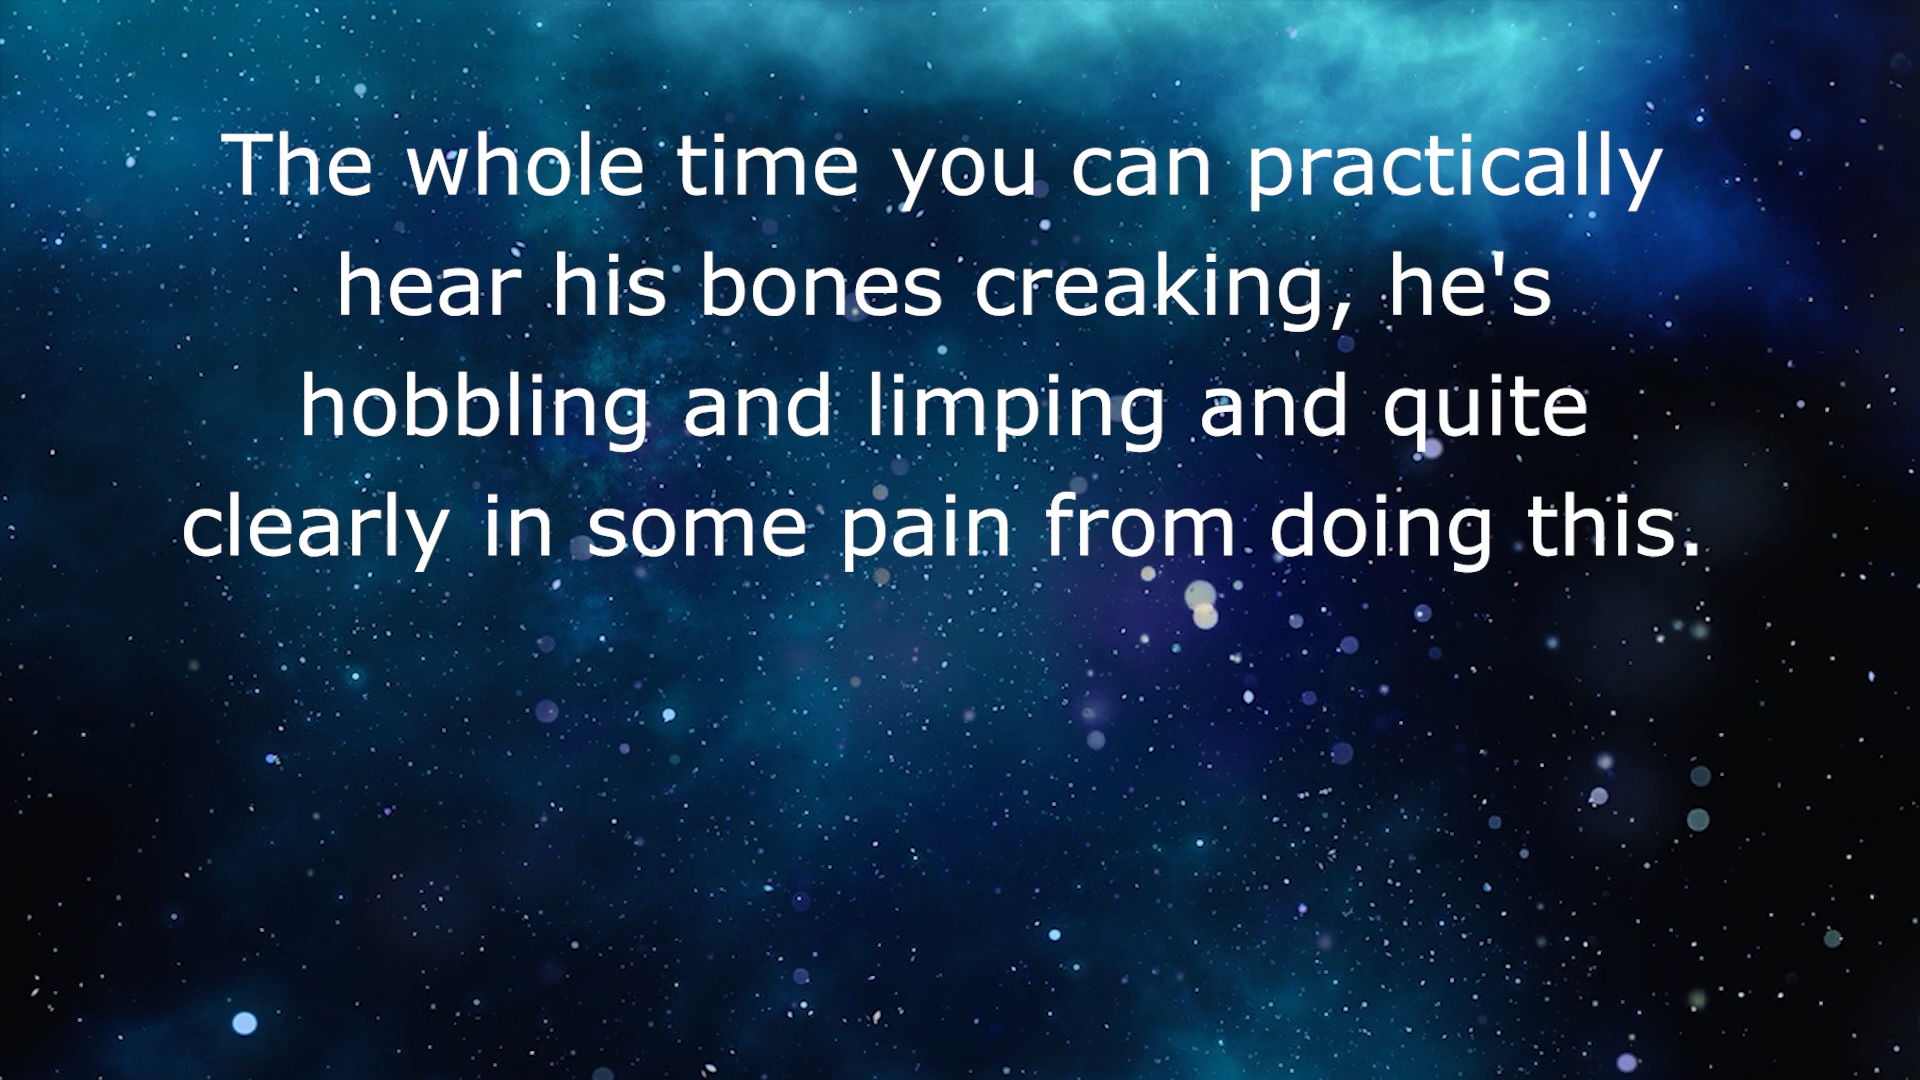 The whole time you can practically
hear his bones creaking, he's
hobbling and limping and quite
clearly in some pain from doing this.